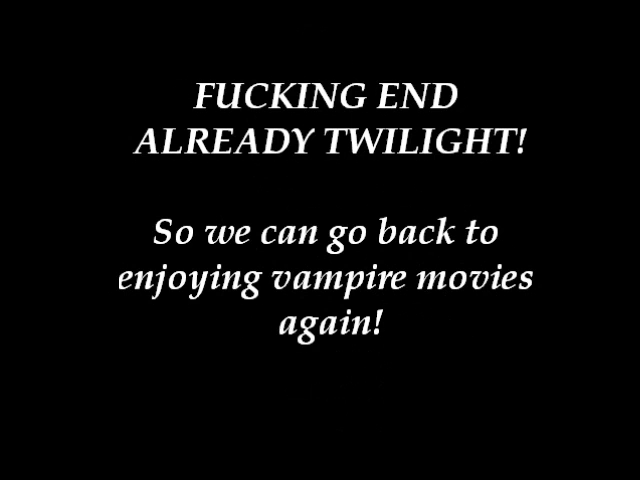 FUCKING END
ALREADY TWILIGHT!
So we can go back to
enjoying vampire movies
again!